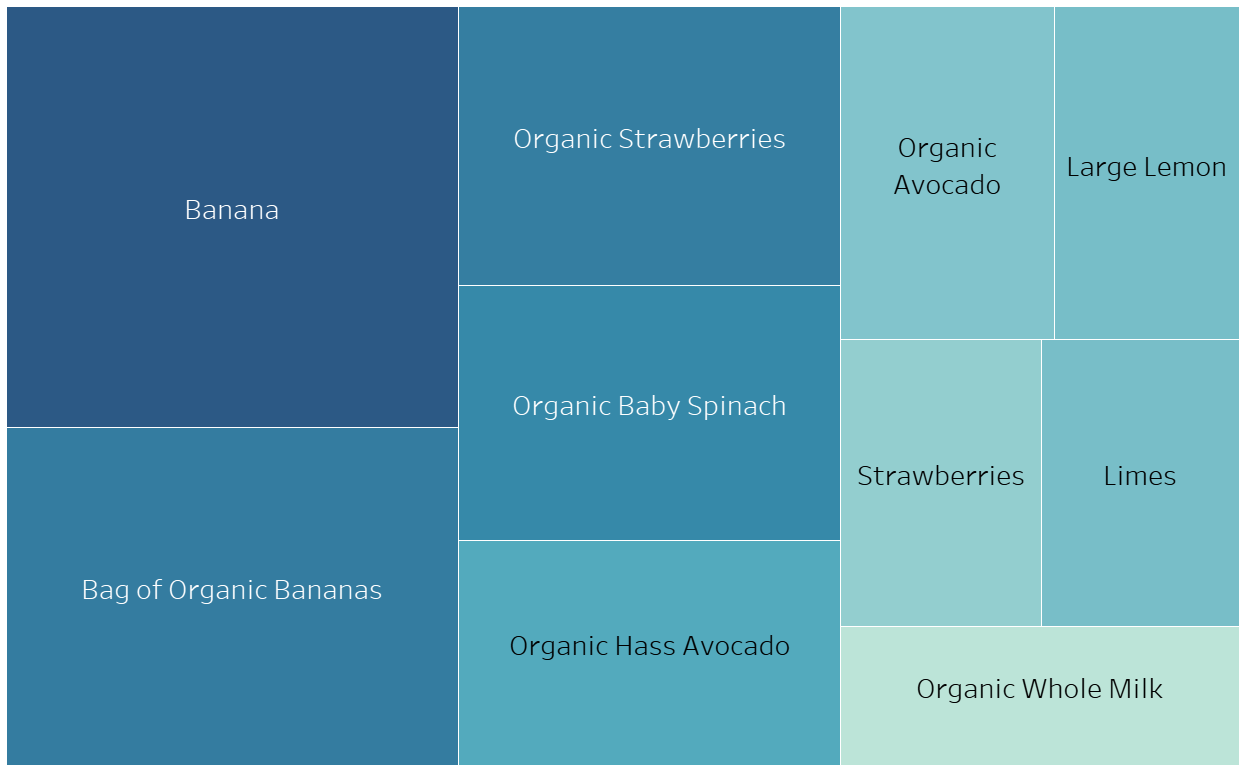 Banana
Bag of Organic Bananas
Organic Strawberries
Organic Baby Spinach
Organic Hass Avocado
Organic
Avocado
Large Lemon
Strawberries
Limes
Organic Whole Milk